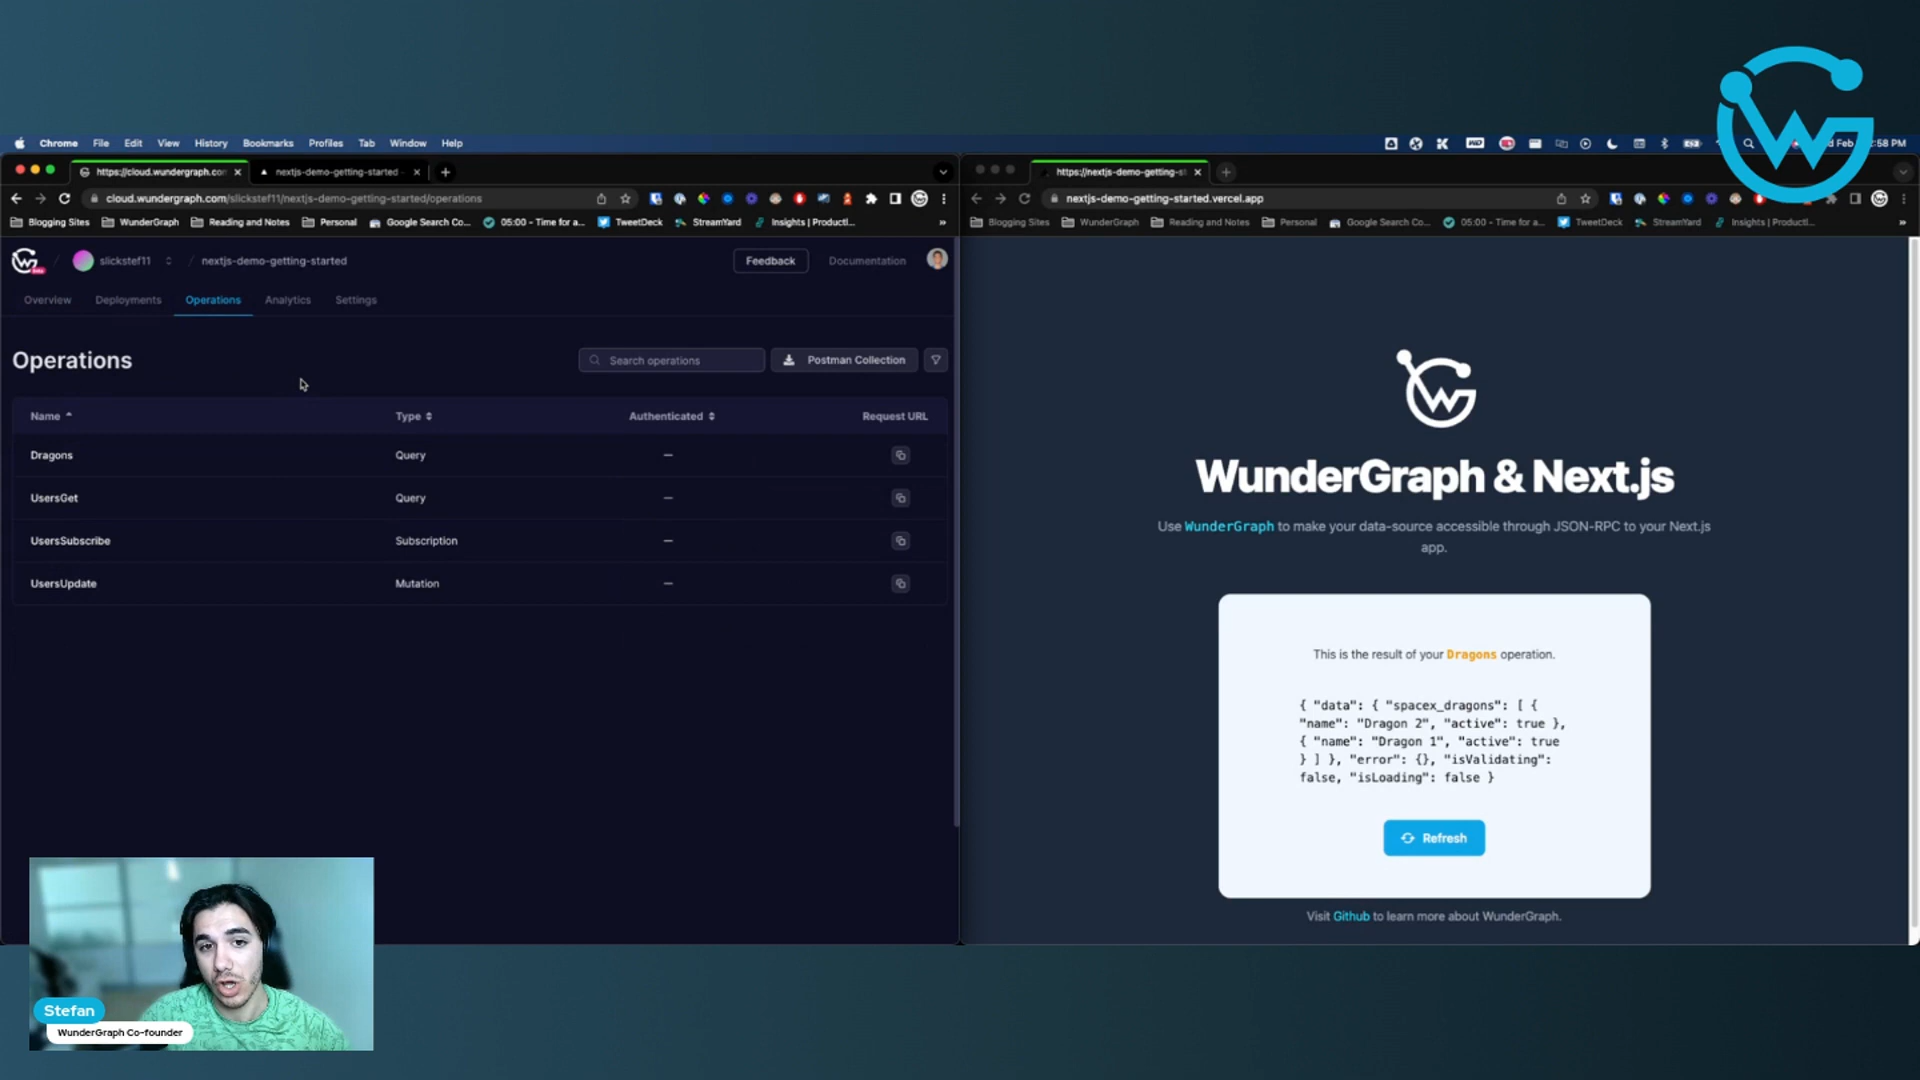 Chrome File Edit View History Bookmarks Profiles Tab Window Help
:58 PM
https://cloud.wundergraph.con
nextjs-demo-getting-started
cloud.wundergraph.com/slickstef11/nextjs-demo-getting-started/operations
Blogging Sites WunderGraph Reading and Notes Personal Google Search Co... 05:00 - Time for a... TweetDeck StreamYard Insights | Producti... »
slickstef11 / nextjs-demo-getting-started
Feedback Documentation
Overview Deployments Operations Analytics Settings
Operations
Search operations Postman Collection
Name Type Authenticated Request URL
Dragons Query —
UsersGet Query —
UsersSubscribe Subscription —
UsersUpdate Mutation —
Stefan
WunderGraph Co-founder
https://nextjs-demo-getting-st
nextjs-demo-getting-started.vercel.app
Blogging Sites WunderGraph Reading and Notes Personal Google Search Co... 05:00 - Time for a... TweetDeck StreamYard Insights | Producti... »
WunderGraph & Next.js
Use WunderGraph to make your data-source accessible through JSON-RPC to your Next.js
app.
This is the result of your Dragons operation.
{ "data": { "spacex_dragons": [ {
"name": "Dragon 2", "active": true },
{ "name": "Dragon 1", "active": true
} ] }, "error": {}, "isValidating":
false, "isLoading": false }
Refresh
Visit Github to learn more about WunderGraph.